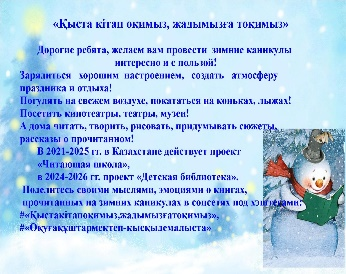 «Қыста кітап оқимыз, жадымызға тоқимыз»
Дорогие ребята, желаем вам провести зимние каникулы
интересно и с пользой!
Зарядиться хорошим настроением, создать атмосферу
праздника и отдыха!
Погулять на свежем воздухе, покататься на коньках, лыжах!
Посетить кинотеатры, театры, музеи!
А дома читать, творить, рисовать, придумывать сюжеты,
рассказы о прочитанном!
В 2021-2025 гг. в Казахстане действует проект
«Читающая школа»,
в 2024-2026 гг. проект «Детская библиотека».
Поделитесь своими мыслями, эмоциями о книгах,
прочитанных на зимних каникулах в соцсетях под хэштегами:
#«Қыстакітапоқимыз,жадымызғатоқимыз»,
#«Оқуғақұштармектеп-қысқыдемалыста»